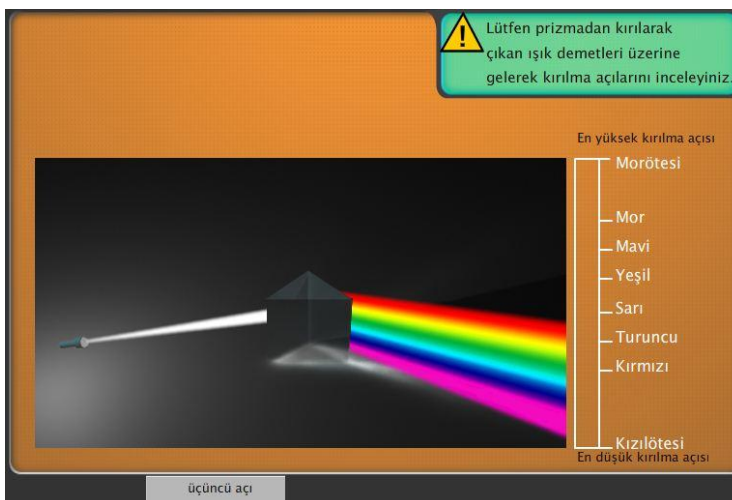 Lütfen prizmadan kırılarak
çıkan ışık demetleri üzerine
gelerek kırılma açılarını inceleyiniz.
En yüksek kırılma açısı
Morötesi
Mor
Mavi
Yeşil
Sarı
Turuncu
Kırmızı
Kızılötesi
En düşük kırılma açısı
üçüncü açı